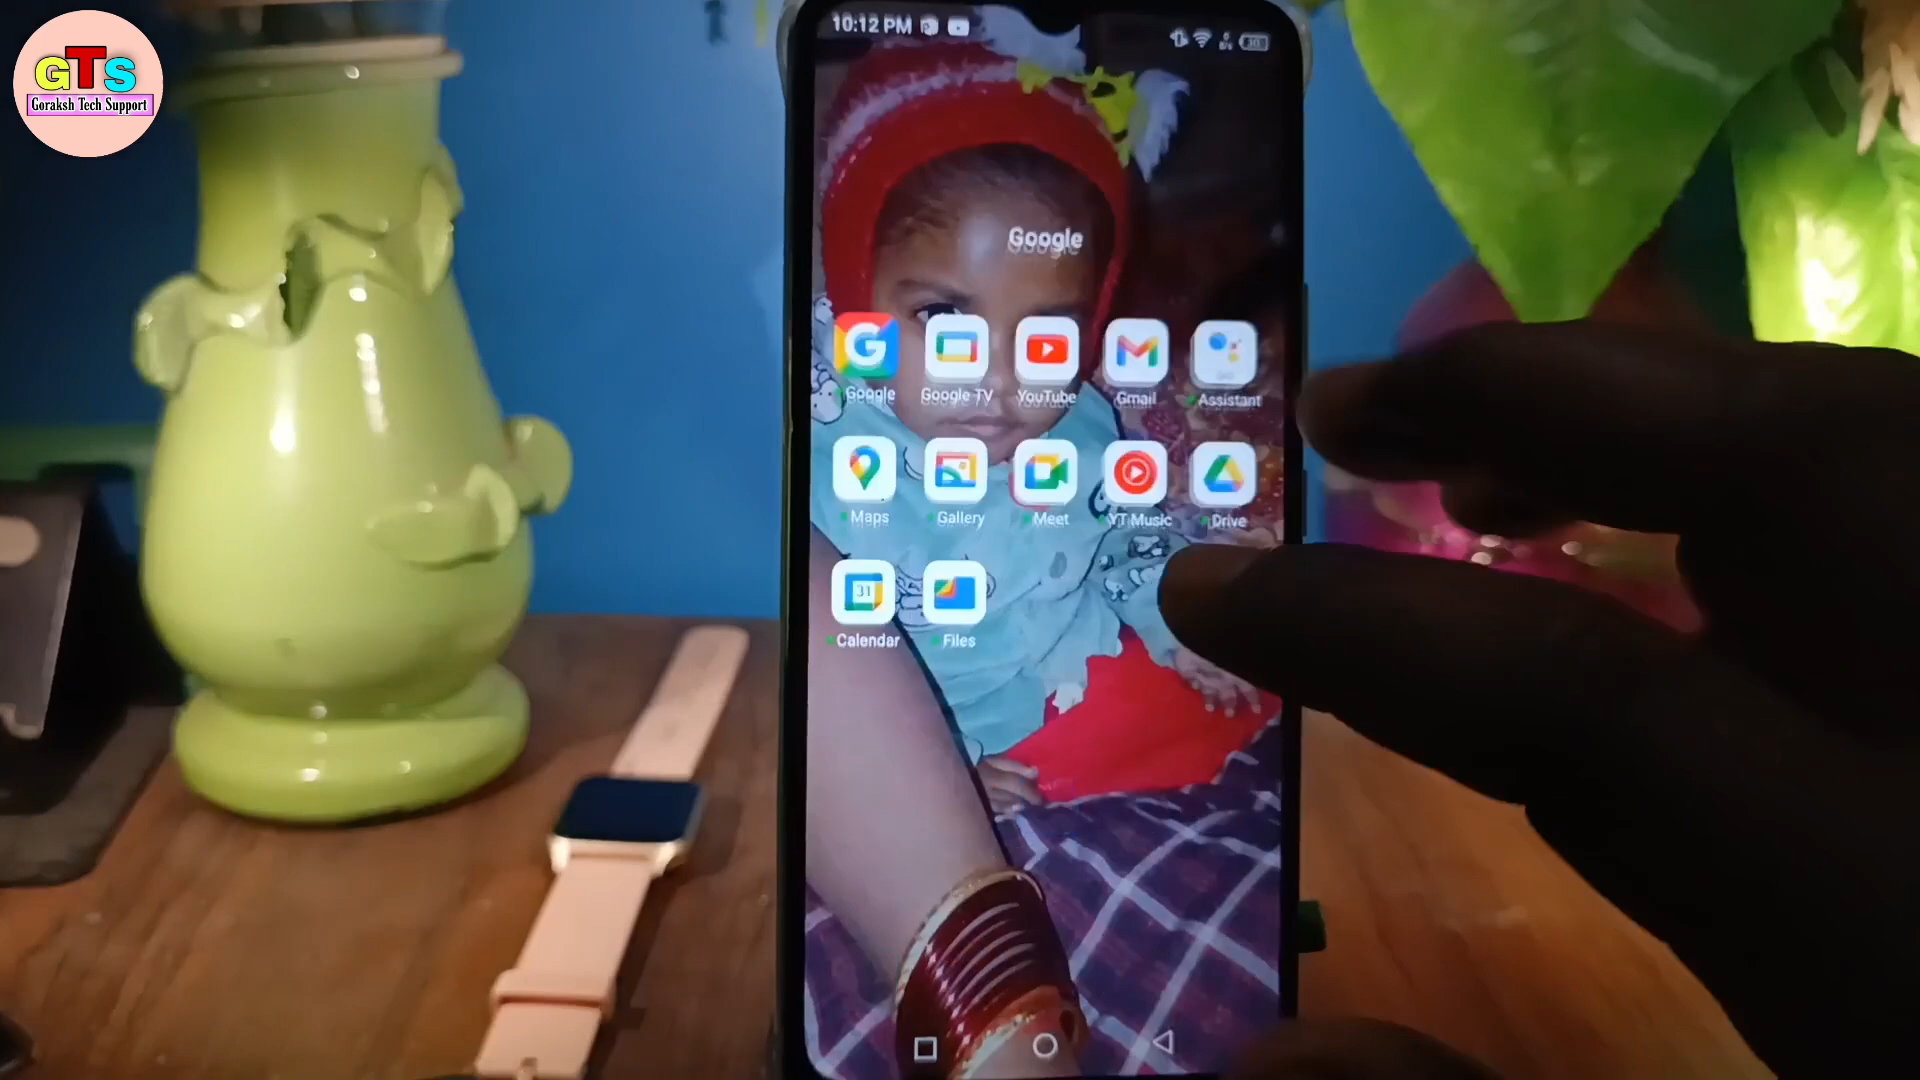 GTS
Goraksh Tech Support
10:12 PM
Google
Google Google TV YouTube Gmail Assistant
Maps Gallery Meet YT Music Drive
31
Calendar Files